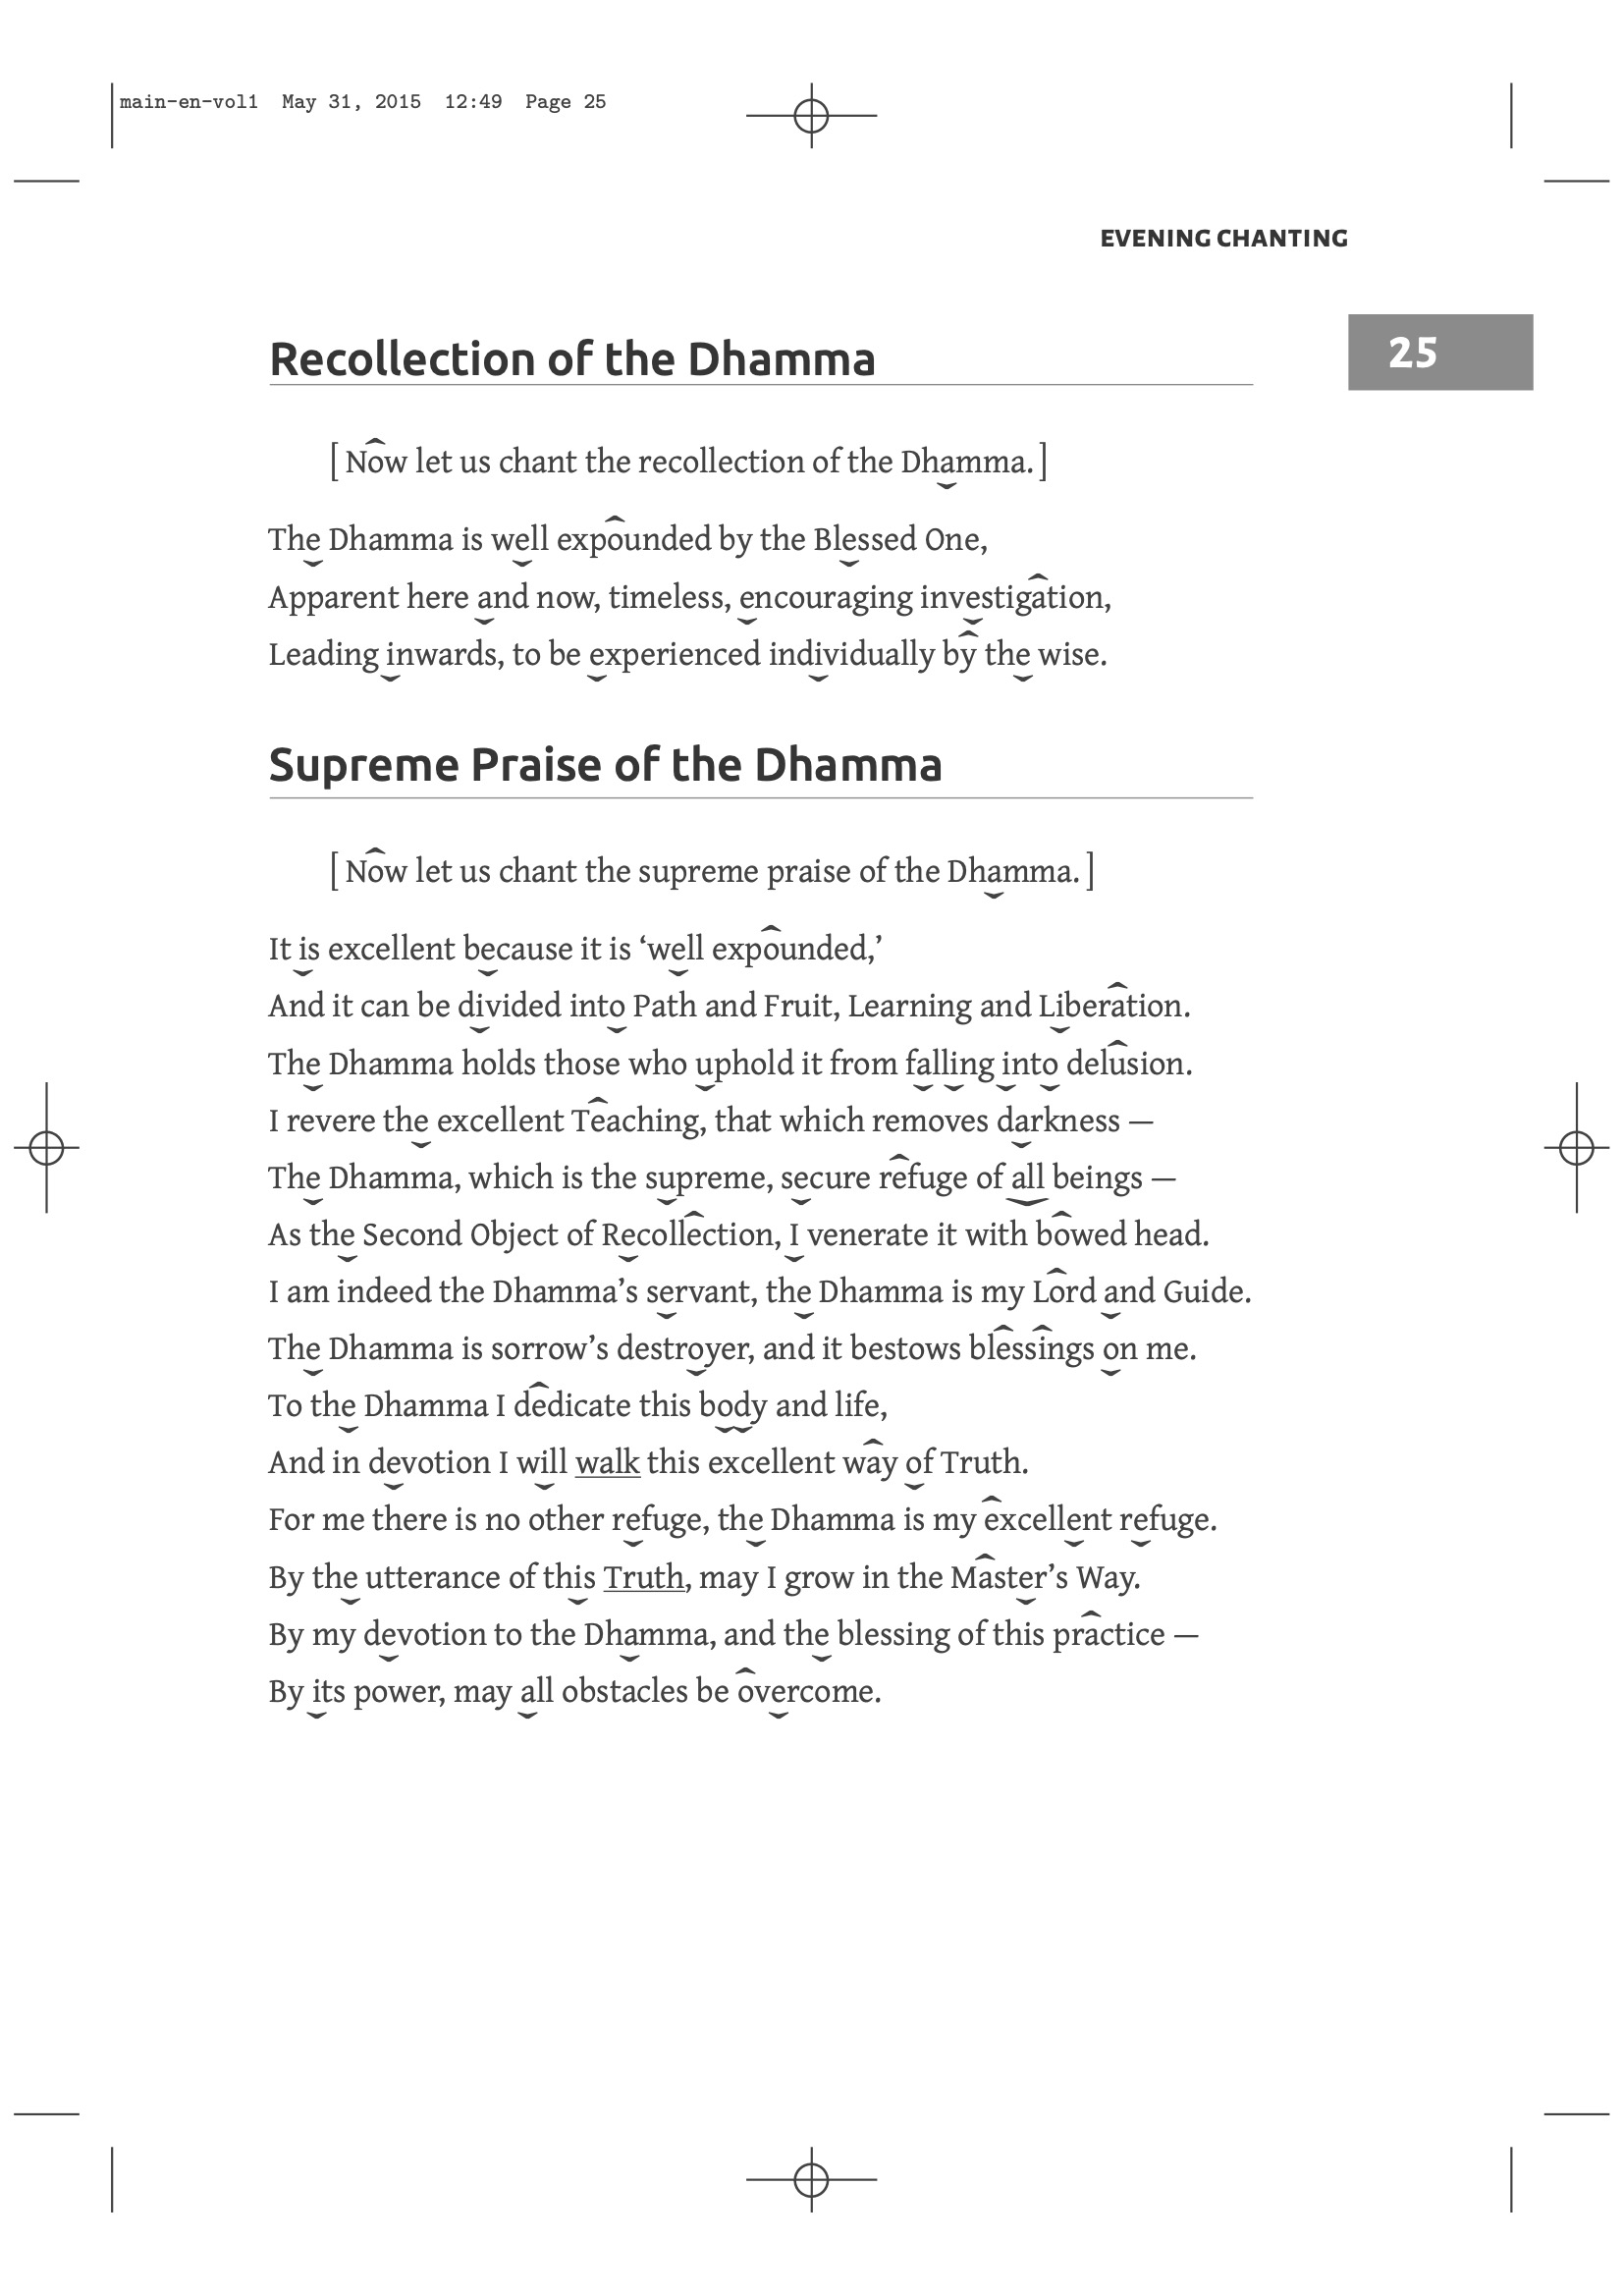 main-en-vol1 May 31, 2015 12:49 Page 25
EVENING CHANTING
25
Recollection of the Dhamma
[ Now let us chant the recollection of the Dhamma. ]
The Dhamma is well expounded by the Blessed One,
Apparent here and now, timeless, encouraging investigation,
Leading inwards, to be experienced individually by the wise.
Supreme Praise of the Dhamma
[ Now let us chant the supreme praise of the Dhamma. ]
It is excellent because it is ‘well expounded,’
And it can be divided into Path and Fruit, Learning and Liberation.
The Dhamma holds those who uphold it from falling into delusion.
I revere the excellent Teaching, that which removes darkness —
The Dhamma, which is the supreme, secure refuge of all beings —
As the Second Object of Recollection, I venerate it with bowed head.
I am indeed the Dhamma’s servant, the Dhamma is my Lord and Guide.
The Dhamma is sorrow’s destroyer, and it bestows blessings on me.
To the Dhamma I dedicate this body and life,
And in devotion I will walk this excellent way of Truth.
For me there is no other refuge, the Dhamma is my excellent refuge.
By the utterance of this Truth, may I grow in the Master’s Way.
By my devotion to the Dhamma, and the blessing of this practice —
By its power, may all obstacles be overcome.